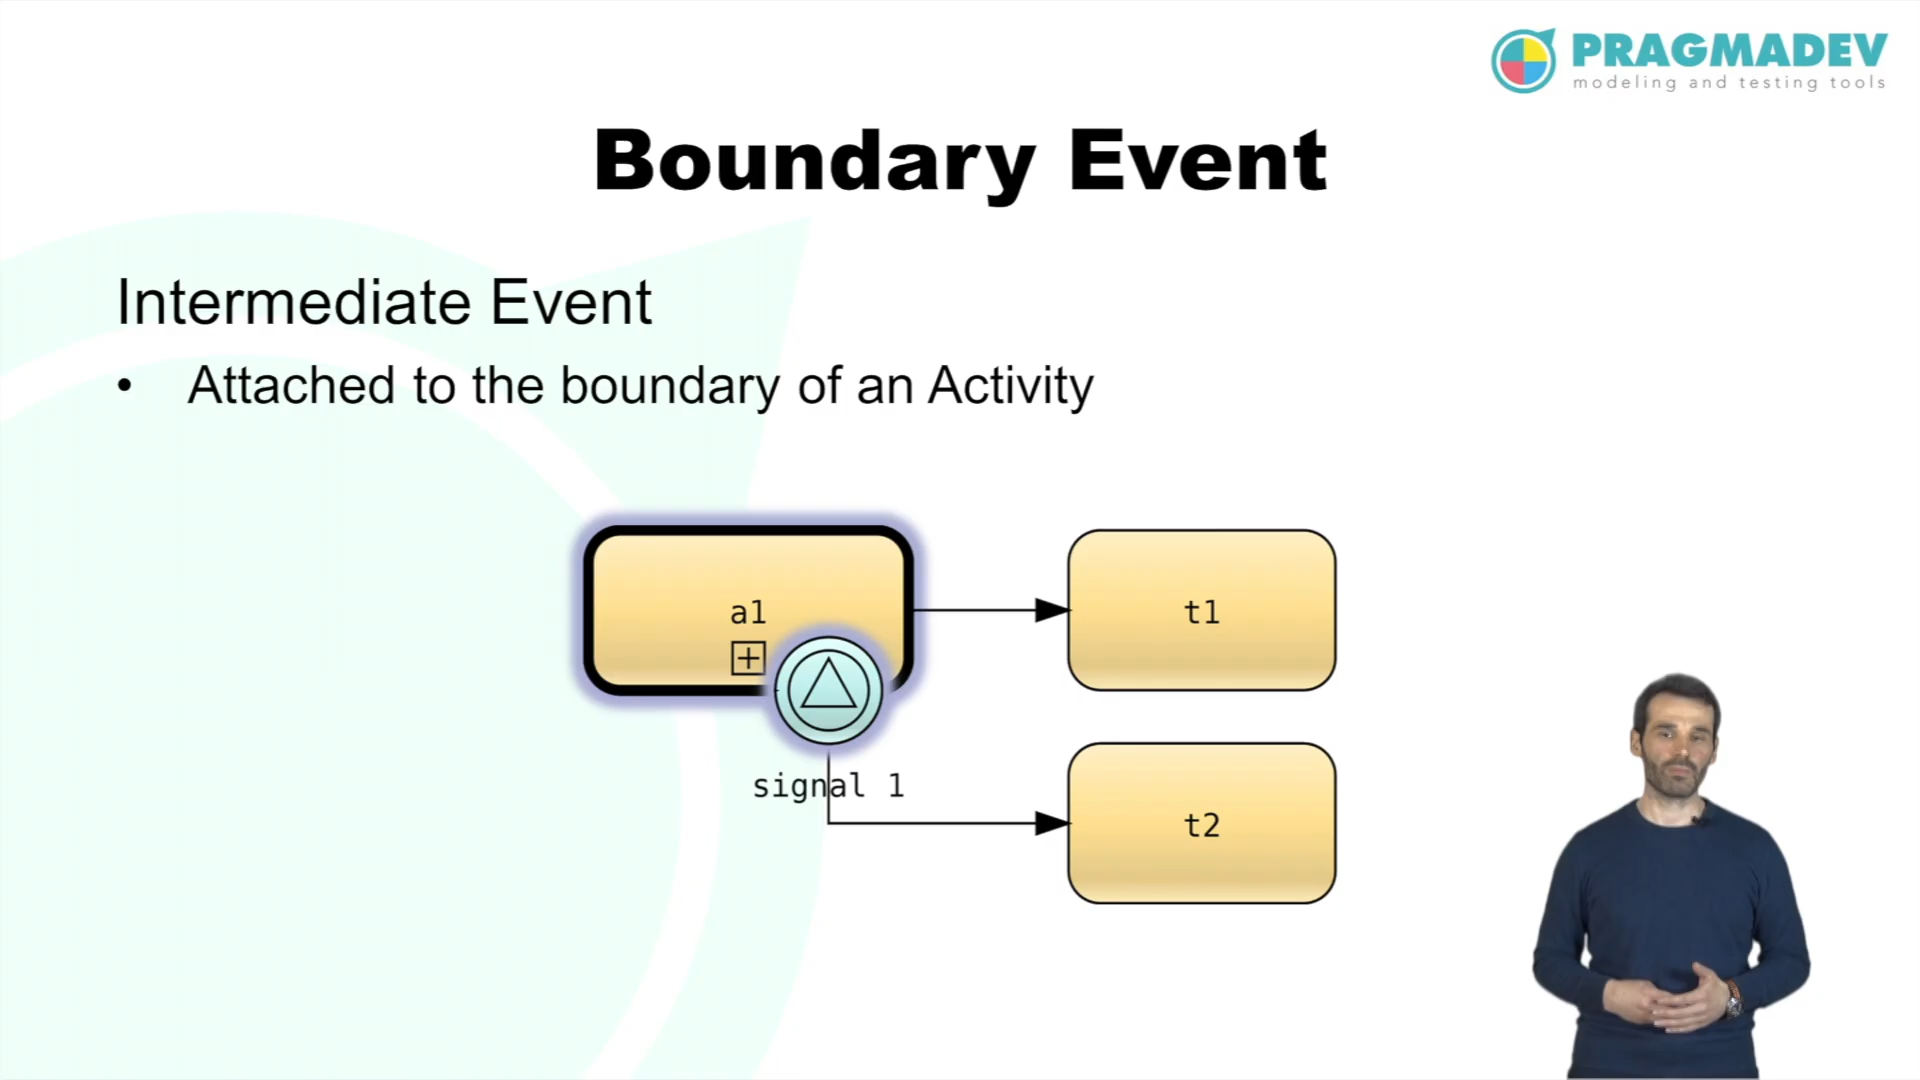 PRAGMADEV
modeling and testing tools
Boundary Event
Intermediate Event
• Attached to the boundary of an Activity
a1
t1
signal 1
t2